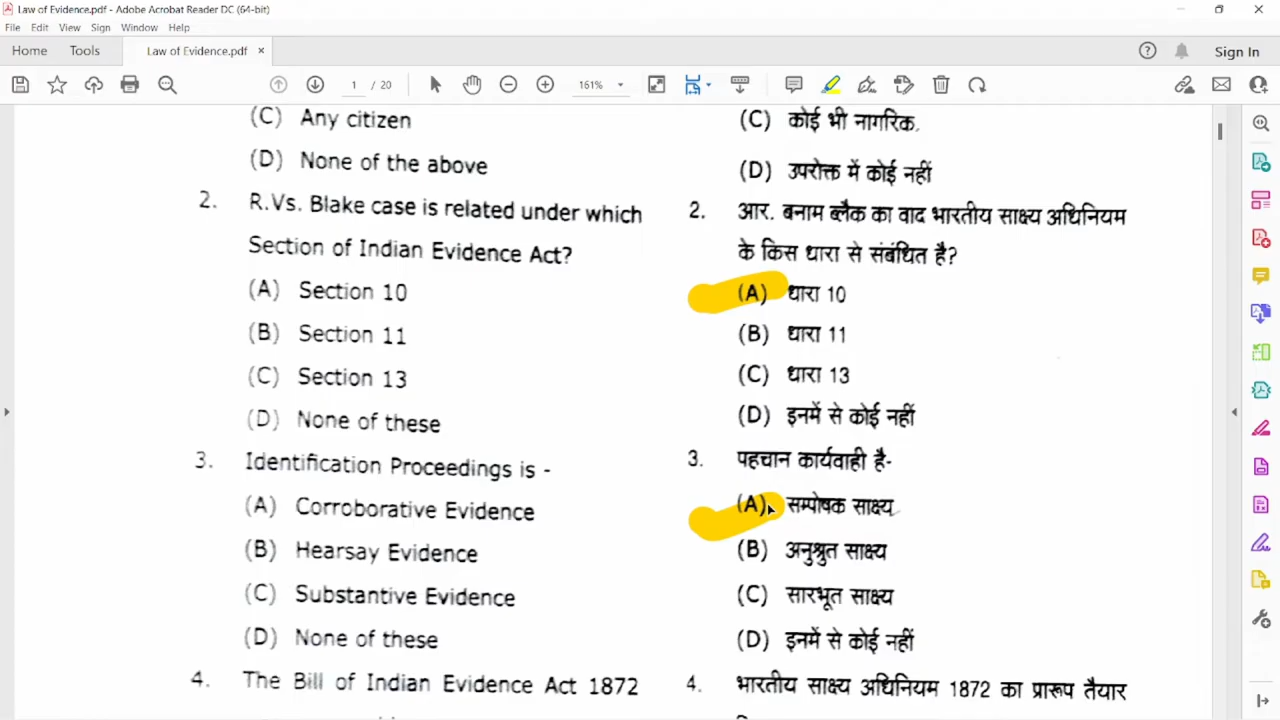 Law of Evidence.pdf - Adobe Acrobat Reader DC (64-bit)
File Edit View Sign Window Help
Home Tools Law of Evidence.pdf × Sign In
1 / 20 161%
(C) Any citizen
(D) None of the above
2. R.Vs. Blake case is related under which
Section of Indian Evidence Act?
(A) Section 10
(B) Section 11
(C) Section 13
(D) None of these
3. Identification Proceedings is -
(A) Corroborative Evidence
(B) Hearsay Evidence
(C) Substantive Evidence
(D) None of these
4. The Bill of Indian Evidence Act 1872
(C) कोई भी नागरिक.
(D) उपरोक्त में कोई नहीं
2. आर. बनाम ब्लैक का वाद भारतीय साक्ष्य अधिनियम
के किस धारा से संबंधित है?
(A) धारा 10
(B) धारा 11
(C) धारा 13
(D) इनमें से कोई नहीं
3. पहचान कार्यवाही है-
(A) सम्पोषक साक्ष्य
(B) अनुश्रुत साक्ष्य
(C) सारभूत साक्ष्य
(D) इनमें से कोई नहीं
4. भारतीय साक्ष्य अधिनियम 1872 का प्रारूप तैयार